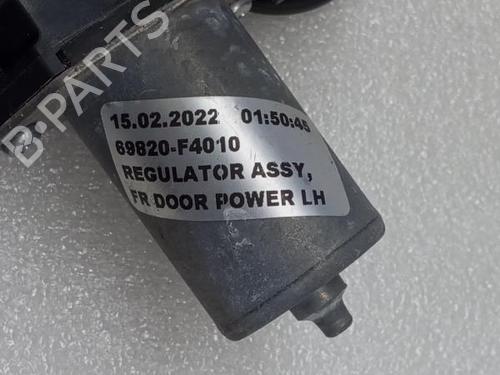 B-PARTS
15.02.2022 01:50:45
69820-F4010
REGULATOR ASSY,
FR DOOR POWER LH